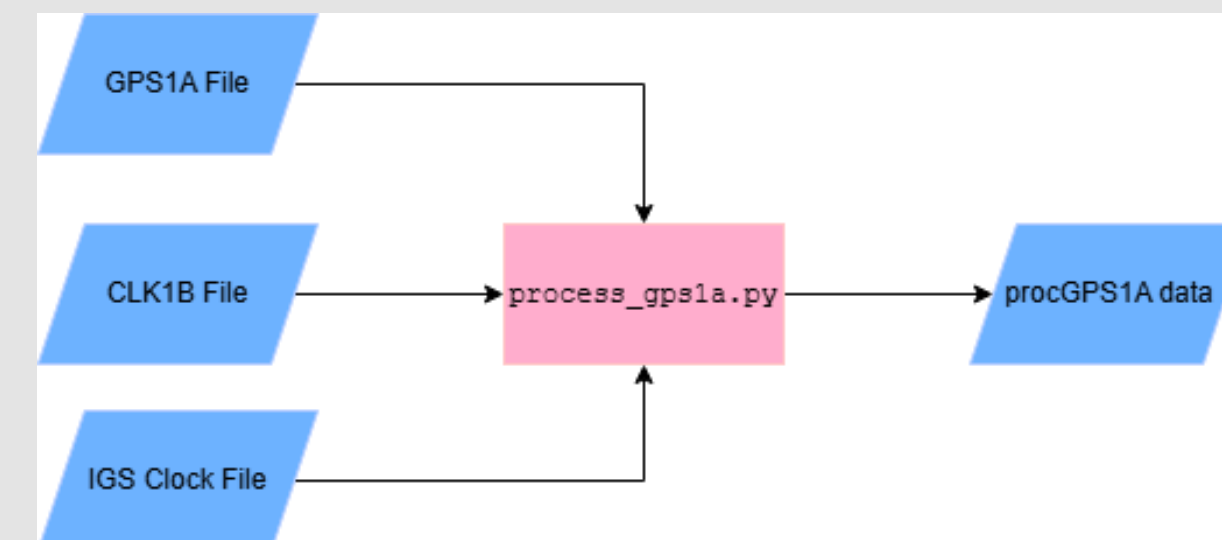 GPS1A File
CLK1B File
process_gps1a.py
procGPS1A data
IGS Clock File